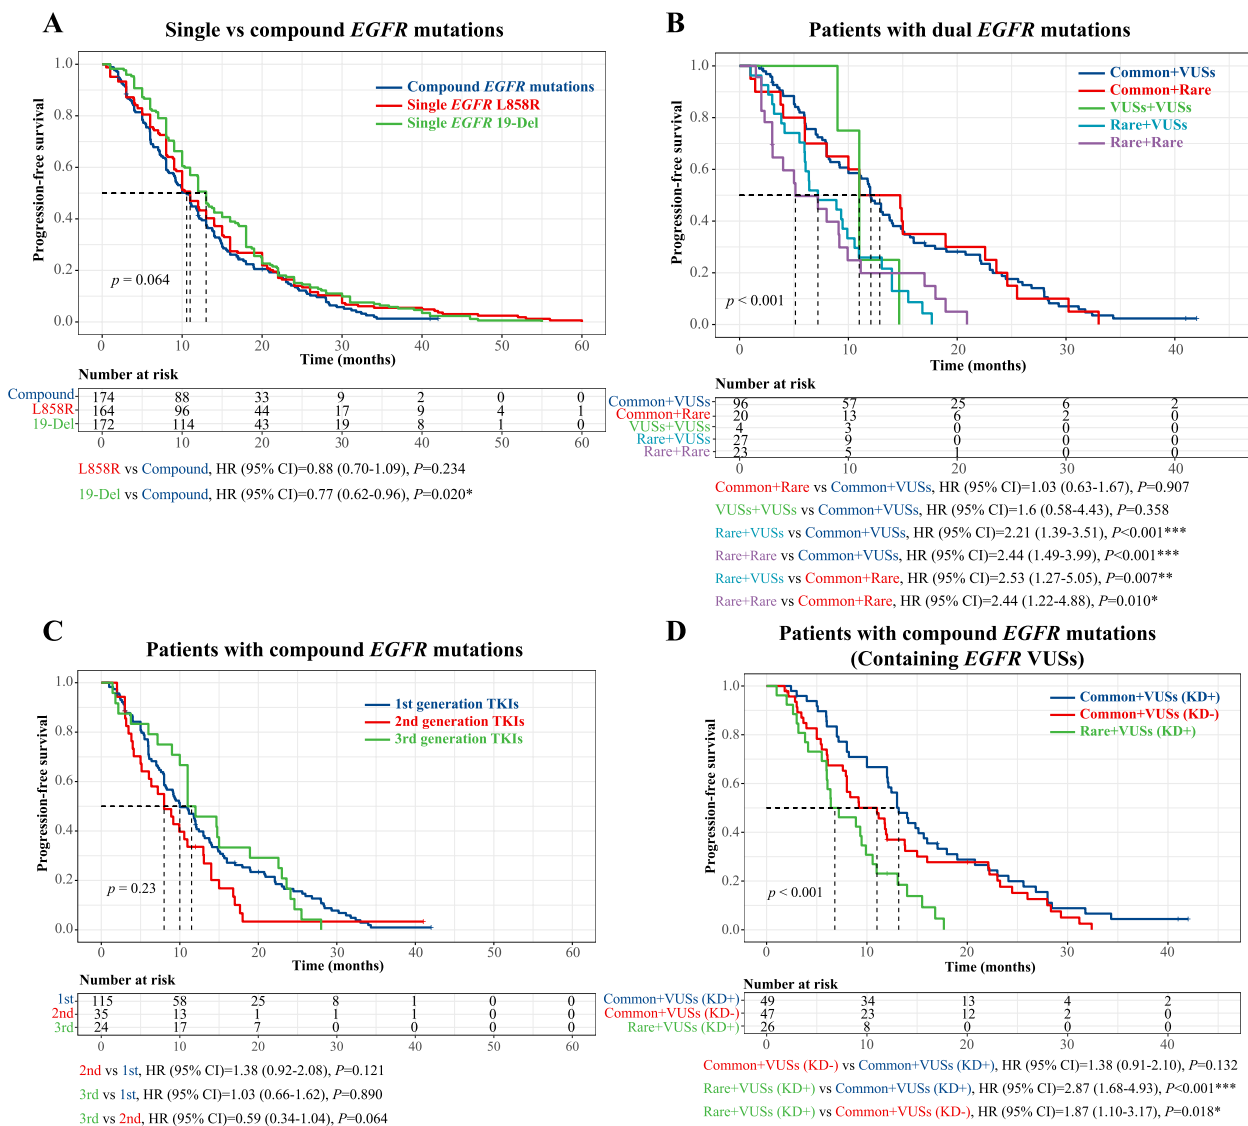 A
Single vs compound EGFR mutations
Progression-free survival
1.0
0.8
0.6
0.4
0.2
0.0
Compound EGFR mutations
Single EGFR L858R
Single EGFR 19-Del
p = 0.064
0 10 20 30 40 50 60
Time (months)
Number at risk
Compound 174 88 33 9 2 0 0
L858R 164 96 44 17 9 4 1
19-Del 172 114 43 19 8 1 0
0 10 20 30 40 50 60
L858R vs Compound, HR (95% CI)=0.88 (0.70-1.09), P=0.234
19-Del vs Compound, HR (95% CI)=0.77 (0.62-0.96), P=0.020*
B
Patients with dual EGFR mutations
Progression-free survival
1.0
0.8
0.6
0.4
0.2
0.0
Common+VUSs
Common+Rare
VUSs+VUSs
Rare+VUSs
Rare+Rare
p < 0.001
0 10 20 30 40
Time (months)
Number at risk
Common+VUSs 96 57 25 6 2
Common+Rare 20 13 6 2 0
VUSs+VUSs 4 3 0 0 0
Rare+VUSs 27 9 0 0 0
Rare+Rare 23 5 1 0 0
0 10 20 30 40
Common+Rare vs Common+VUSs, HR (95% CI)=1.03 (0.63-1.67), P=0.907
VUSs+VUSs vs Common+VUSs, HR (95% CI)=1.6 (0.58-4.43), P=0.358
Rare+VUSs vs Common+VUSs, HR (95% CI)=2.21 (1.39-3.51), P<0.001***
Rare+Rare vs Common+VUSs, HR (95% CI)=2.44 (1.49-3.99), P<0.001***
Rare+VUSs vs Common+Rare, HR (95% CI)=2.53 (1.27-5.05), P=0.007**
Rare+Rare vs Common+Rare, HR (95% CI)=2.44 (1.22-4.88), P=0.010*
C
Patients with compound EGFR mutations
Progression-free survival
1.0
0.8
0.6
0.4
0.2
0.0
1st generation TKIs
2nd generation TKIs
3rd generation TKIs
p = 0.23
0 10 20 30 40 50 60
Time (months)
Number at risk
1st 115 58 25 8 1 0 0
2nd 35 13 1 1 1 0 0
3rd 24 17 7 0 0 0 0
0 10 20 30 40 50 60
2nd vs 1st, HR (95% CI)=1.38 (0.92-2.08), P=0.121
3rd vs 1st, HR (95% CI)=1.03 (0.66-1.62), P=0.890
3rd vs 2nd, HR (95% CI)=0.59 (0.34-1.04), P=0.064
D
Patients with compound EGFR mutations
(Containing EGFR VUSs)
Progression-free survival
1.0
0.8
0.6
0.4
0.2
0.0
Common+VUSs (KD+)
Common+VUSs (KD-)
Rare+VUSs (KD+)
p < 0.001
0 10 20 30 40
Time (months)
Number at risk
Common+VUSs (KD+) 49 34 13 4 2
Common+VUSs (KD-) 47 23 12 2 0
Rare+VUSs (KD+) 26 8 0 0 0
0 10 20 30 40
Common+VUSs (KD-) vs Common+VUSs (KD+), HR (95% CI)=1.38 (0.91-2.10), P=0.132
Rare+VUSs (KD+) vs Common+VUSs (KD+), HR (95% CI)=2.87 (1.68-4.93), P<0.001***
Rare+VUSs (KD+) vs Common+VUSs (KD-), HR (95% CI)=1.87 (1.10-3.17), P=0.018*